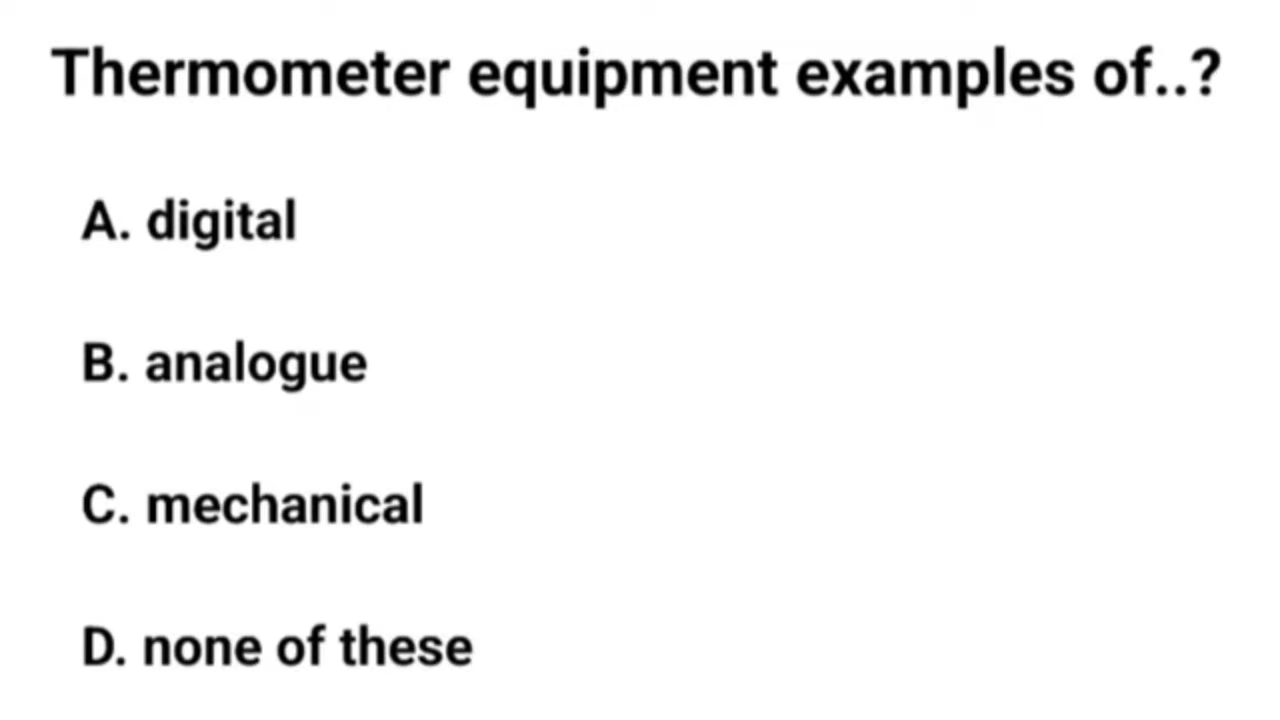 Thermometer equipment examples of..?
A. digital
B. analogue
C. mechanical
D. none of these